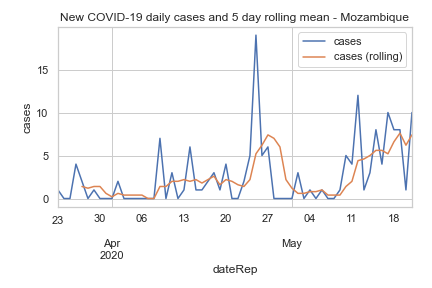 New COVID-19 daily cases and 5 day rolling mean - Mozambique
cases
cases (rolling)
15
10
5
0
cases
23 30 06 13 20 27 04 11 18
Apr May
2020
dateRep